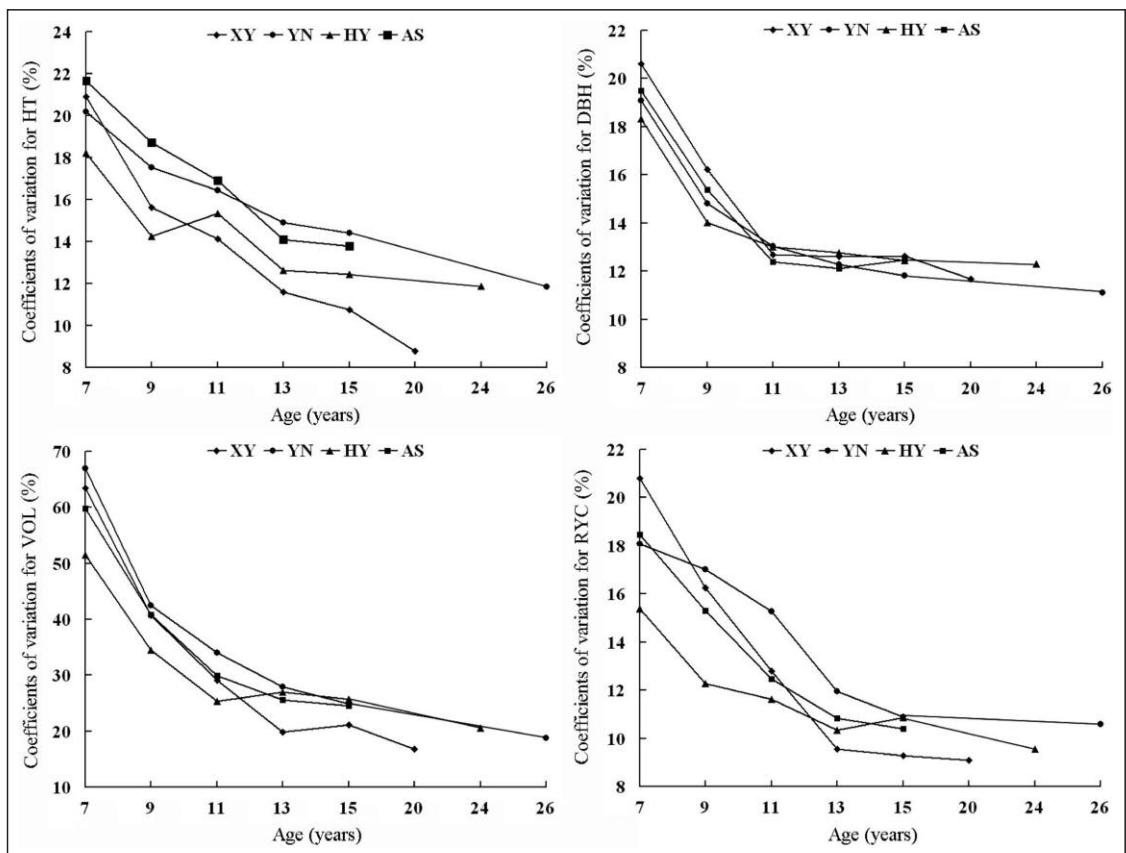 XY YN HY AS
Coefficients of variation for HT (%)
24
22
20
18
16
14
12
10
8
7 9 11 13 15 20 24 26
Age (years)
XY YN HY AS
Coefficients of variation for DBH (%)
22
20
18
16
14
12
10
8
7 9 11 13 15 20 24 26
Age (years)
XY YN HY AS
Coefficients of variation for VOL (%)
70
60
50
40
30
20
10
7 9 11 13 15 20 24 26
Age (years)
XY YN HY AS
Coefficients of variation for RYC (%)
22
20
18
16
14
12
10
8
7 9 11 13 15 20 24 26
Age (years)